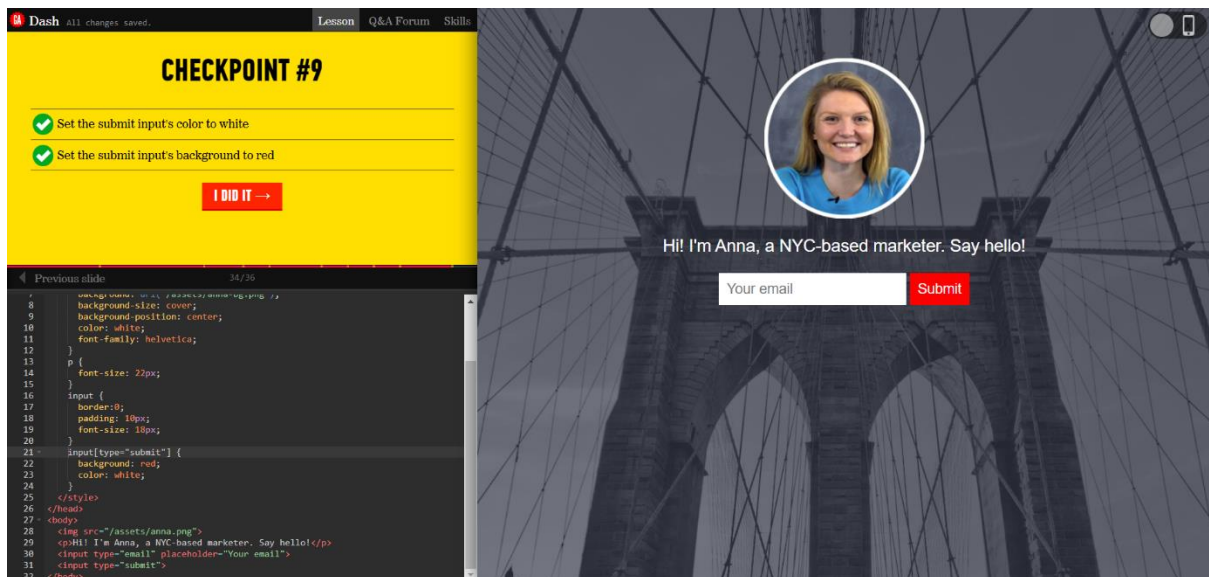 GA Dash All changes saved. Lesson Q&A Forum Skills
CHECKPOINT #9
Set the submit input's color to white
Set the submit input's background to red
I DID IT →
Previous slide 34/36
8 background-size: cover;
9 background-position: center;
10 color: white;
11 font-family: helvetica;
12 }
13 p {
14 font-size: 22px;
15 }
16 input {
17 border:0;
18 padding: 10px;
19 font-size: 18px;
20 }
21 input[type="submit"] {
22 background: red;
23 color: white;
24 }
25 </style>
26 </head>
27 <body>
28 <img src="/assets/anna.png">
29 <p>Hi! I'm Anna, a NYC-based marketer. Say hello!</p>
30 <input type="email" placeholder="Your email">
31 <input type="submit">
32 </body>
Hi! I'm Anna, a NYC-based marketer. Say hello!
Your email Submit